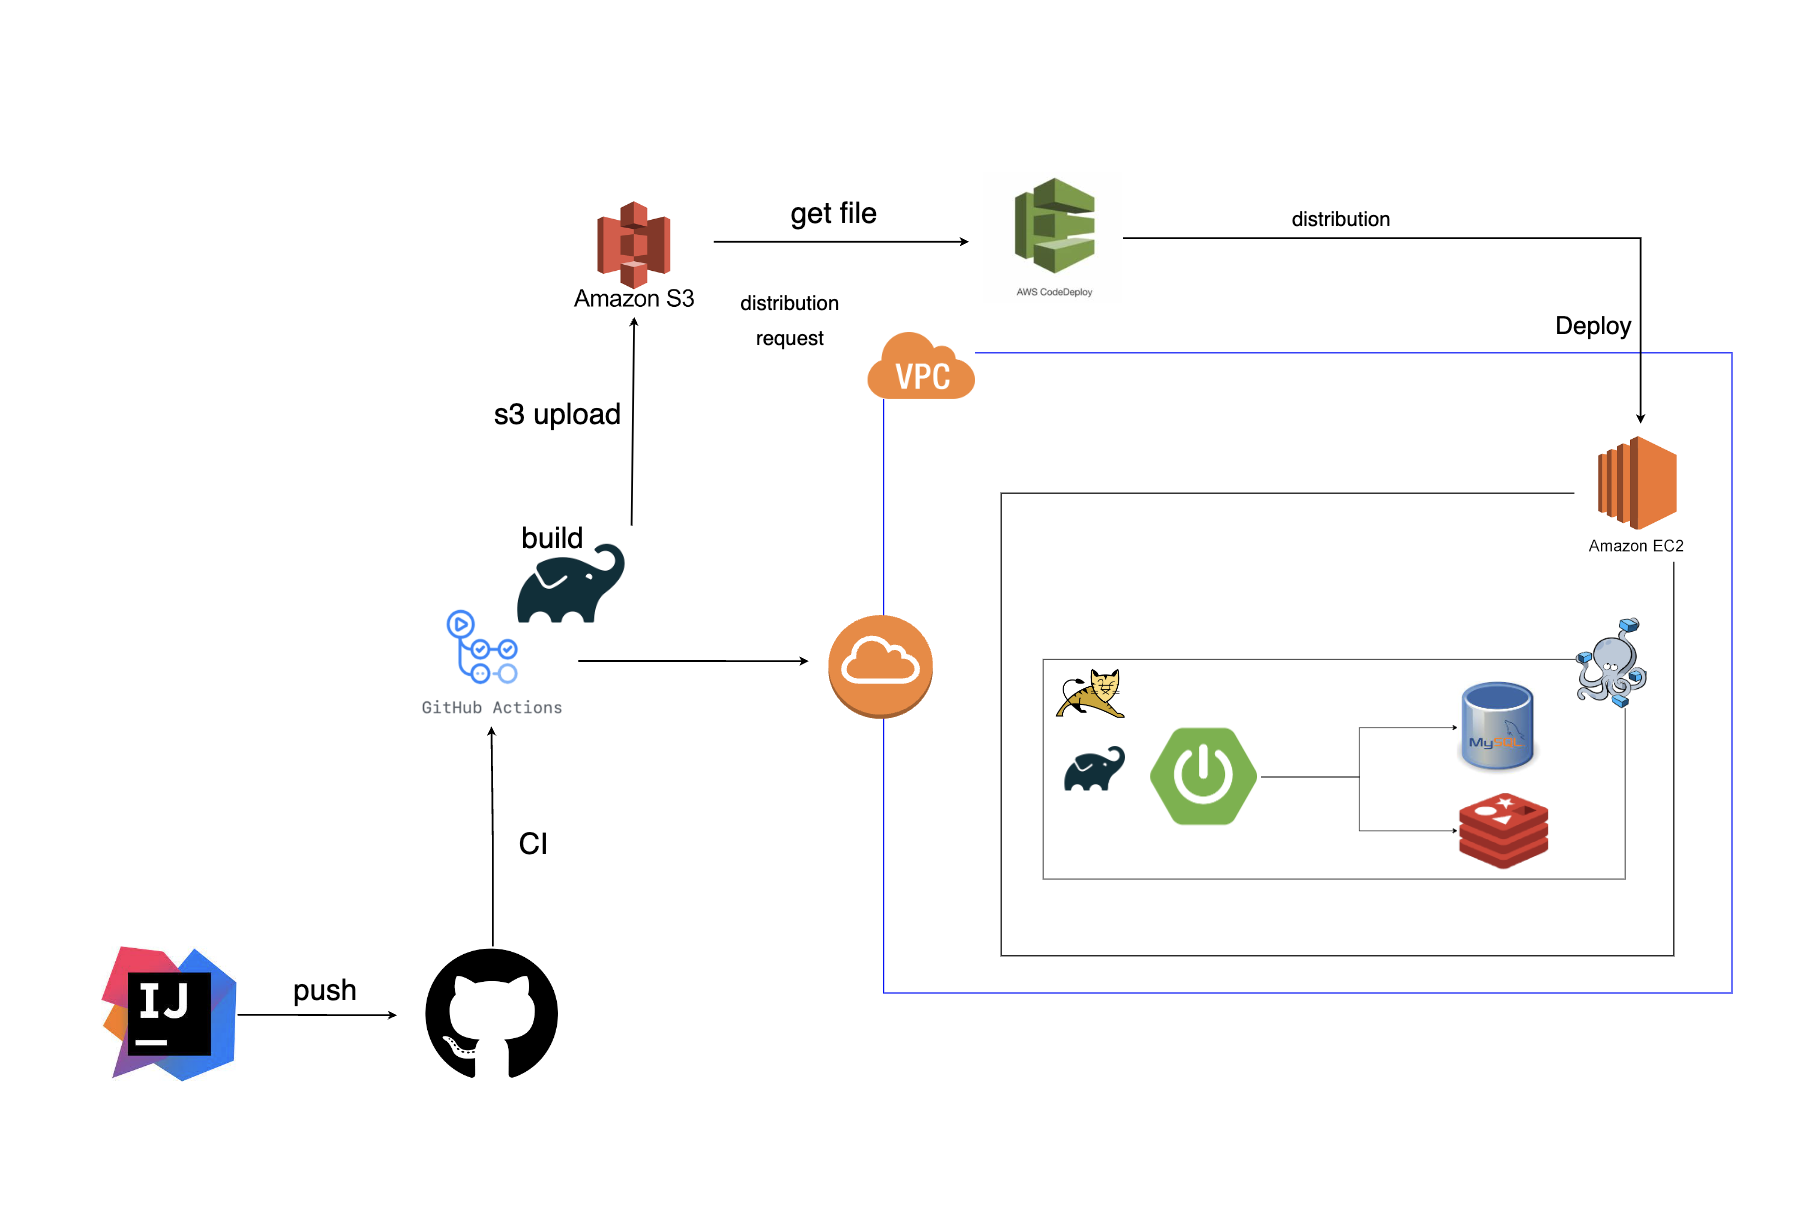 get file
distribution
Amazon S3
AWS CodeDeploy
distribution
request
Deploy
VPC
s3 upload
build
Amazon EC2
GitHub Actions
MySQL
CI
push
IJ